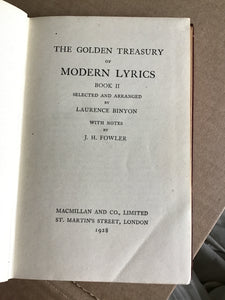 THE GOLDEN TREASURY
OF
MODERN LYRICS
BOOK II
SELECTED AND ARRANGED
BY
LAURENCE BINYON
WITH NOTES
BY
J. H. FOWLER
MACMILLAN AND CO., LIMITED
ST. MARTIN'S STREET, LONDON
1928